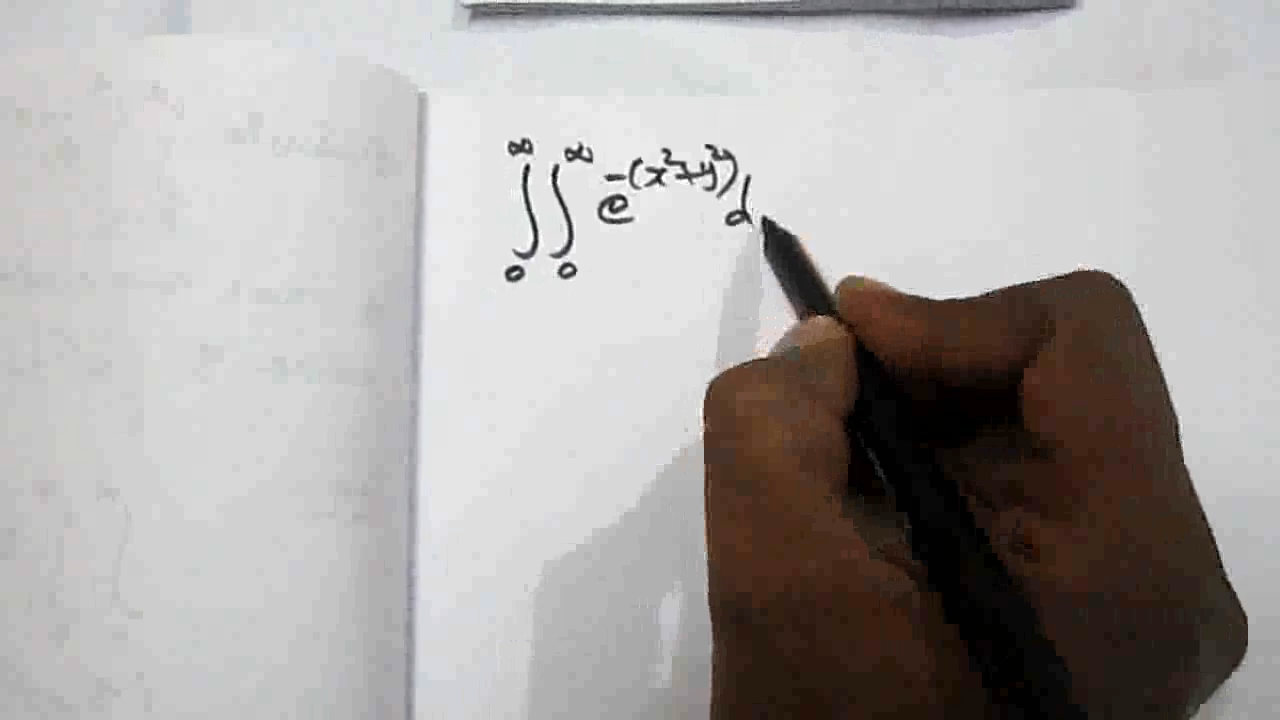 ∫₀^∞ ∫₀^∞ e^-(x²+y²) d